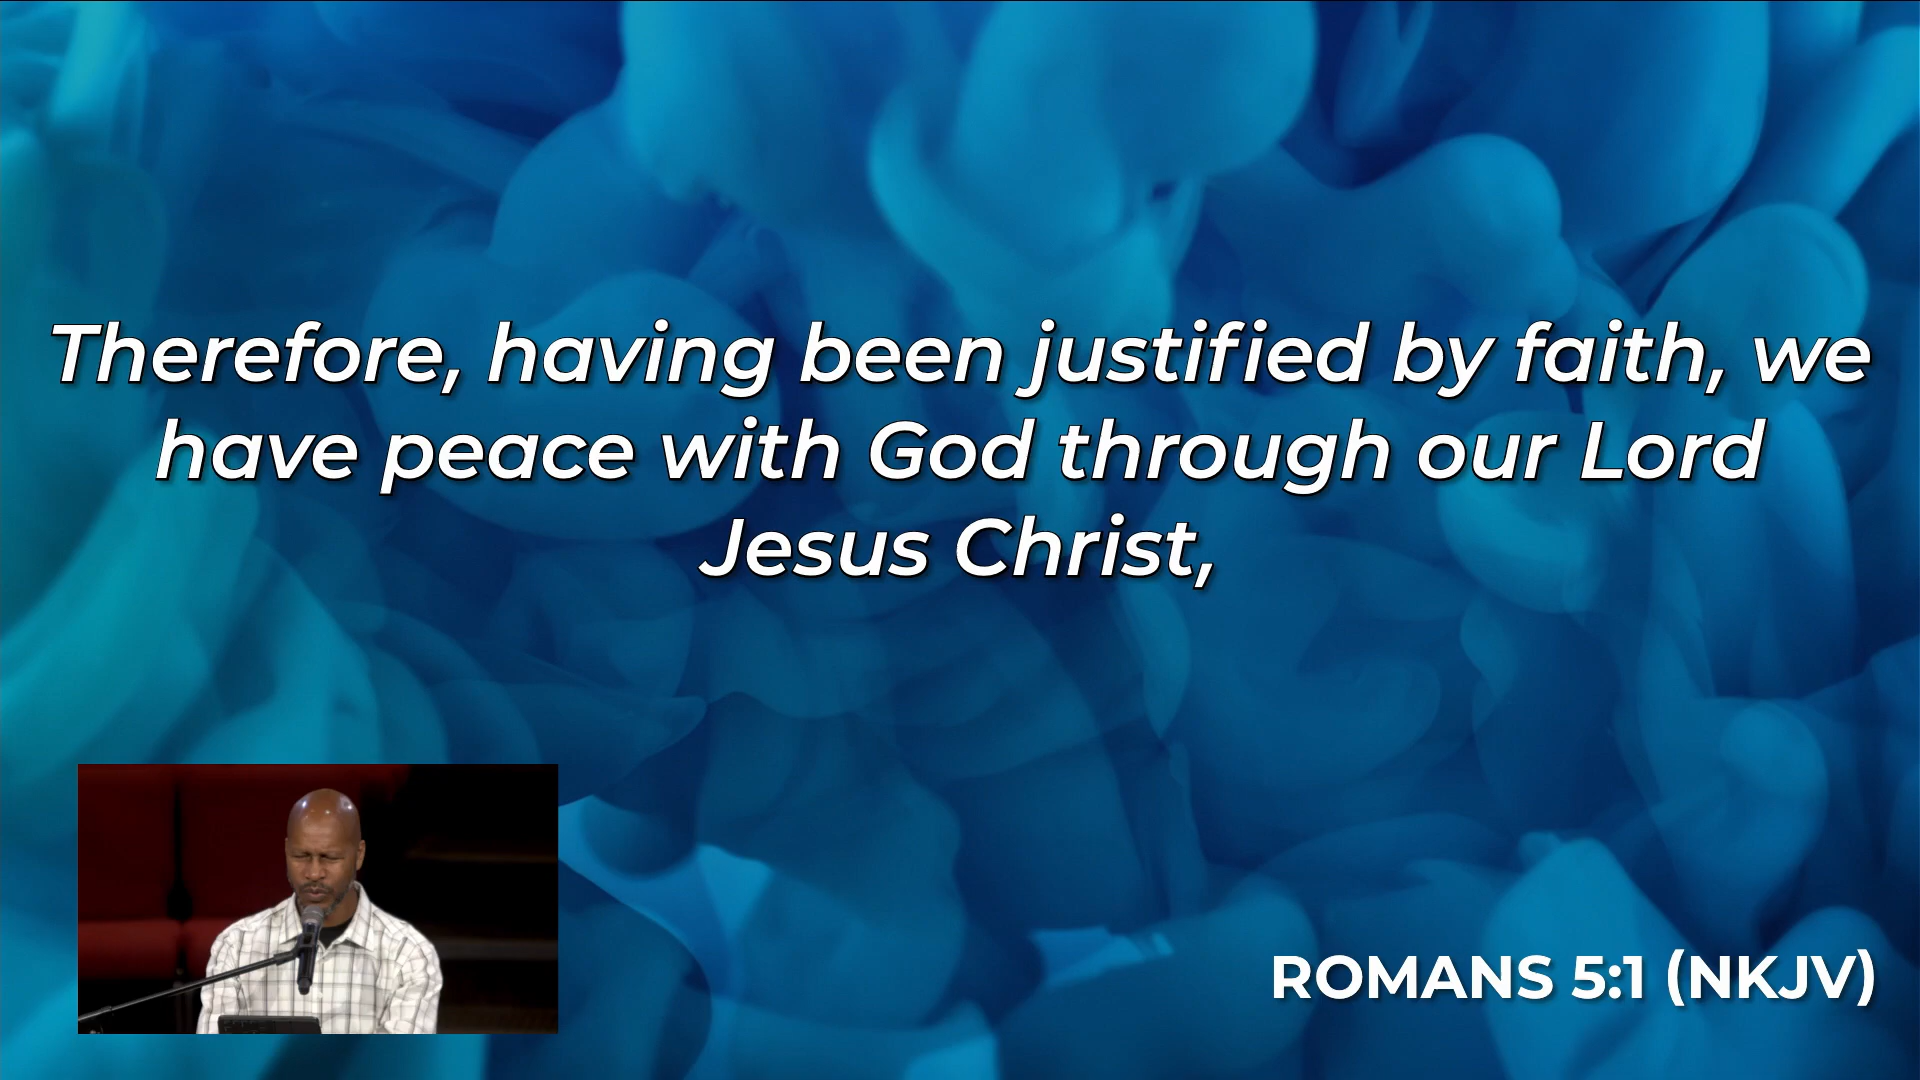 Therefore, having been justified by faith, we
have peace with God through our Lord
Jesus Christ,
ROMANS 5:1 (NKJV)